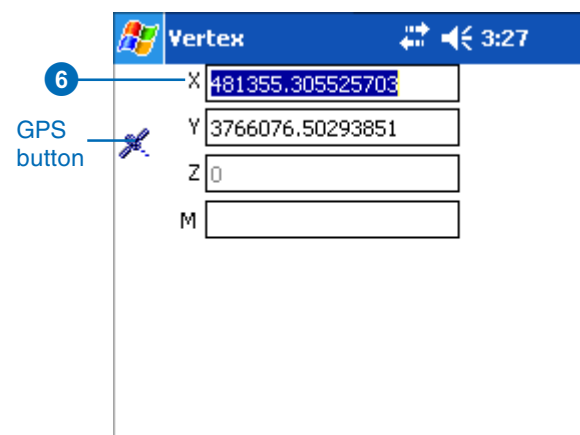 Vertex 3:27
6 X 481355.305525703
GPS button
Y 3766076.50293851
Z 0
M